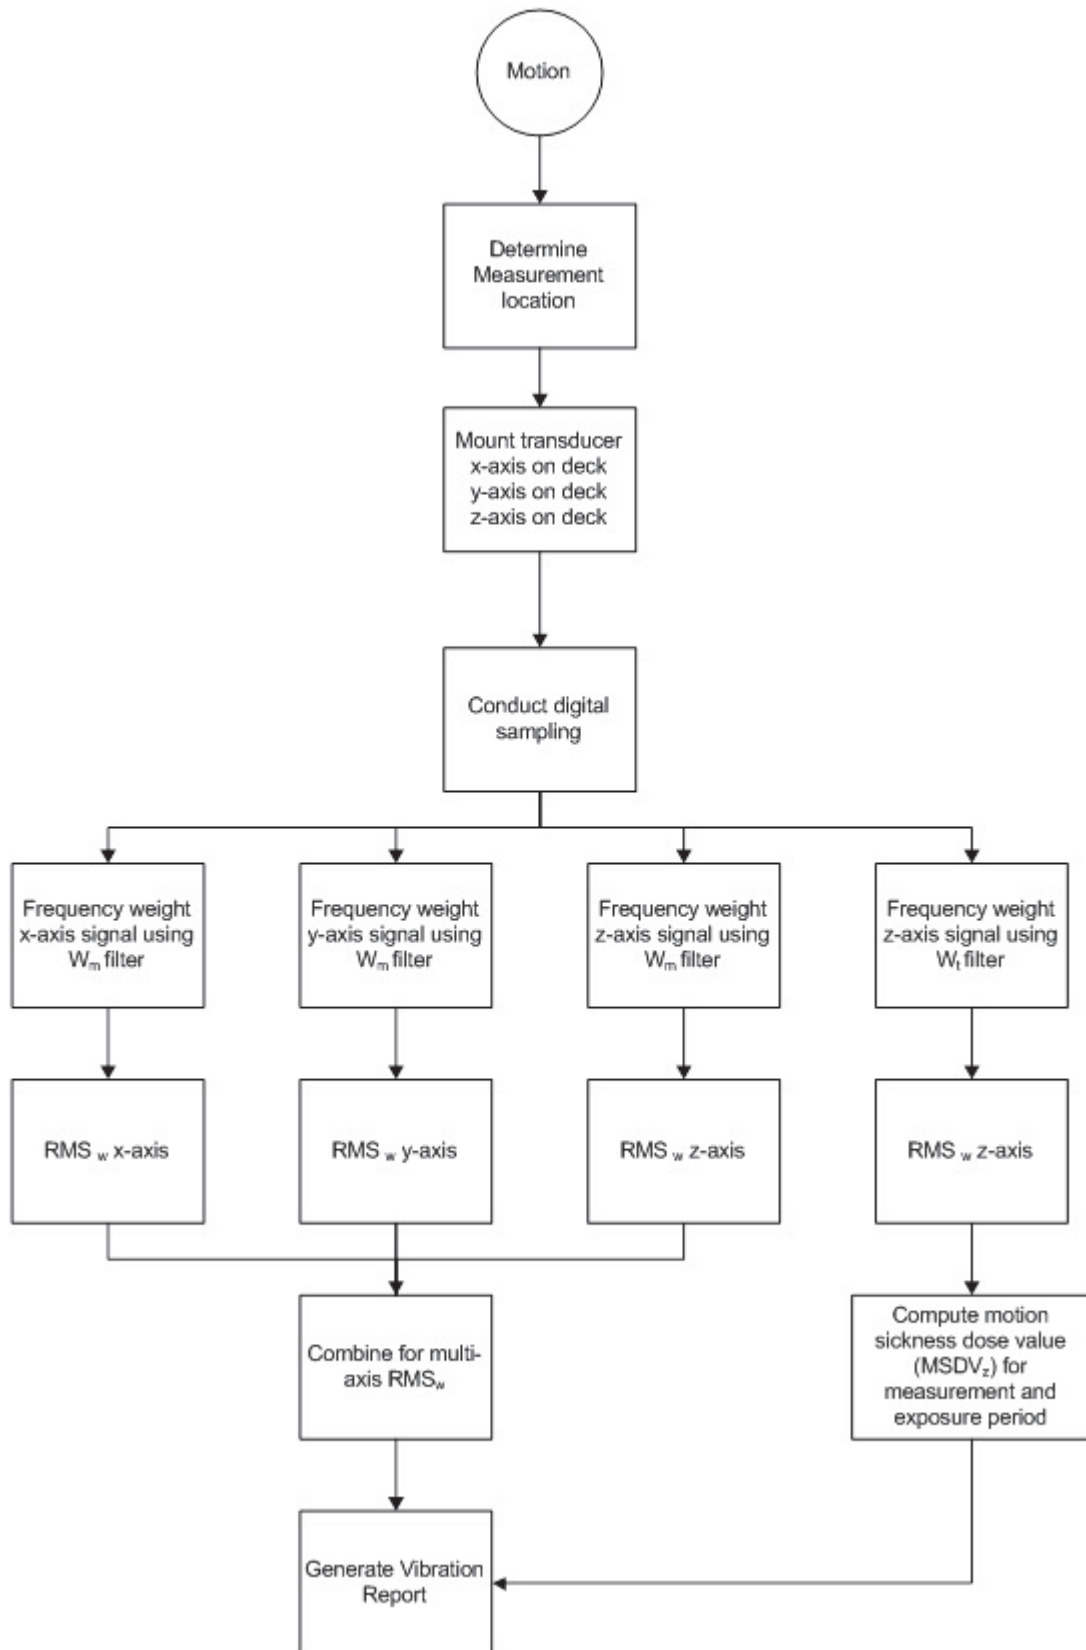 Motion
Determine
Measurement
location
Mount transducer
x-axis on deck
y-axis on deck
z-axis on deck
Conduct digital
sampling
Frequency weight
x-axis signal using
Wm filter
Frequency weight
y-axis signal using
Wm filter
Frequency weight
z-axis signal using
Wm filter
Frequency weight
z-axis signal using
Wt filter
RMS w x-axis
RMS w y-axis
RMS w z-axis
RMS w z-axis
Combine for multi-
axis RMSw
Compute motion
sickness dose value
(MSDVz) for
measurement and
exposure period
Generate Vibration
Report